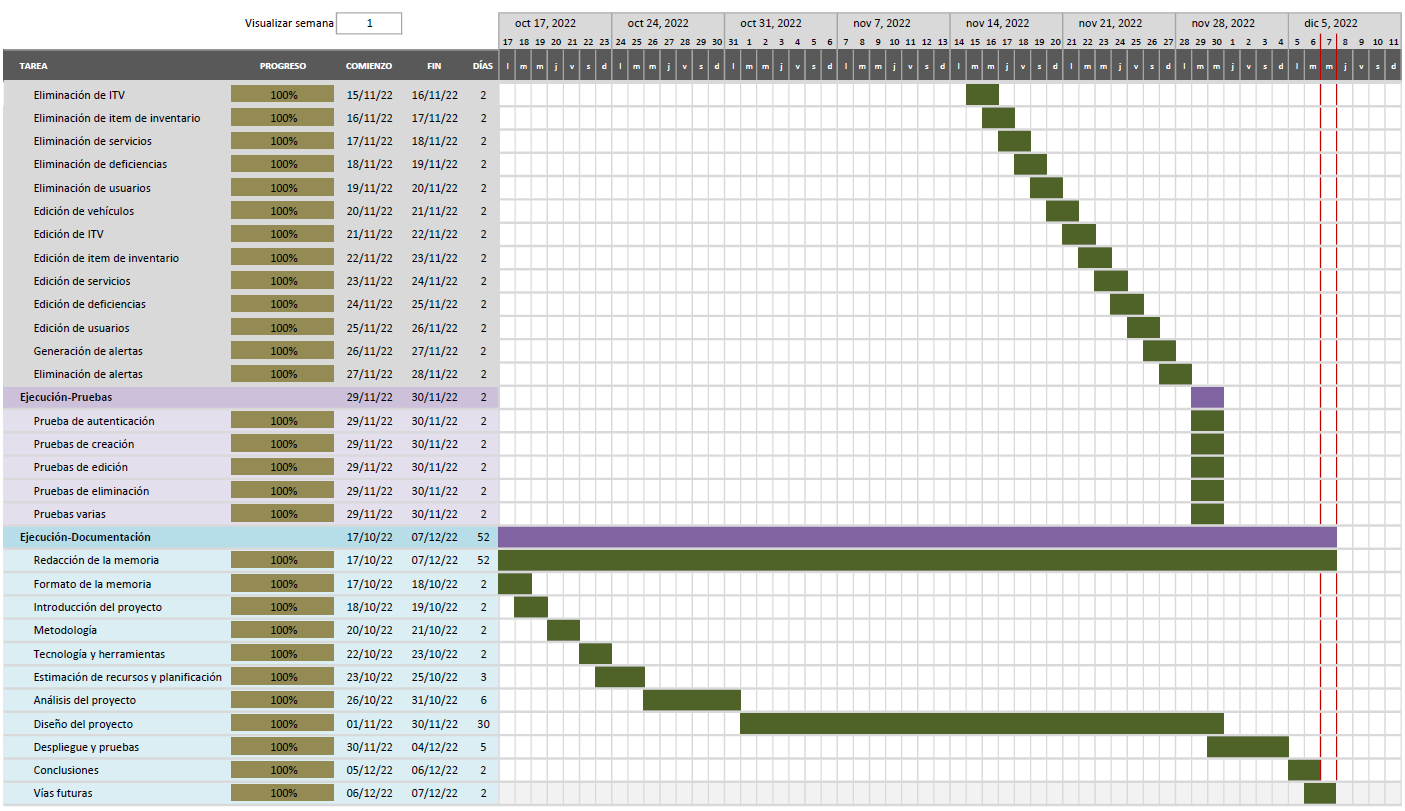 Visualizar semana 1 oct 17, 2022 oct 24, 2022 oct 31, 2022 nov 7, 2022 nov 14, 2022 nov 21, 2022 nov 28, 2022 dic 5, 2022
17 18 19 20 21 22 23 24 25 26 27 28 29 30 31 1 2 3 4 5 6 7 8 9 10 11 12 13 14 15 16 17 18 19 20 21 22 23 24 25 26 27 28 29 30 1 2 3 4 5 6 7 8 9 10 11
TAREA PROGRESO COMIENZO FIN DÍAS l m m j v s d l m m j v s d l m m j v s d l m m j v s d l m m j v s d l m m j v s d l m m j v s d l m m j v s d
Eliminación de ITV 100% 15/11/22 16/11/22 2
Eliminación de item de inventario 100% 16/11/22 17/11/22 2
Eliminación de servicios 100% 17/11/22 18/11/22 2
Eliminación de deficiencias 100% 18/11/22 19/11/22 2
Eliminación de usuarios 100% 19/11/22 20/11/22 2
Edición de vehículos 100% 20/11/22 21/11/22 2
Edición de ITV 100% 21/11/22 22/11/22 2
Edición de item de inventario 100% 22/11/22 23/11/22 2
Edición de servicios 100% 23/11/22 24/11/22 2
Edición de deficiencias 100% 24/11/22 25/11/22 2
Edición de usuarios 100% 25/11/22 26/11/22 2
Generación de alertas 100% 26/11/22 27/11/22 2
Eliminación de alertas 100% 27/11/22 28/11/22 2
Ejecución-Pruebas 29/11/22 30/11/22 2
Prueba de autenticación 100% 29/11/22 30/11/22 2
Pruebas de creación 100% 29/11/22 30/11/22 2
Pruebas de edición 100% 29/11/22 30/11/22 2
Pruebas de eliminación 100% 29/11/22 30/11/22 2
Pruebas varias 100% 29/11/22 30/11/22 2
Ejecución-Documentación 17/10/22 07/12/22 52
Redacción de la memoria 100% 17/10/22 07/12/22 52
Formato de la memoria 100% 17/10/22 18/10/22 2
Introducción del proyecto 100% 18/10/22 19/10/22 2
Metodología 100% 20/10/22 21/10/22 2
Tecnología y herramientas 100% 22/10/22 23/10/22 2
Estimación de recursos y planificación 100% 23/10/22 25/10/22 3
Análisis del proyecto 100% 26/10/22 31/10/22 6
Diseño del proyecto 100% 01/11/22 30/11/22 30
Despliegue y pruebas 100% 30/11/22 04/12/22 5
Conclusiones 100% 05/12/22 06/12/22 2
Vías futuras 100% 06/12/22 07/12/22 2